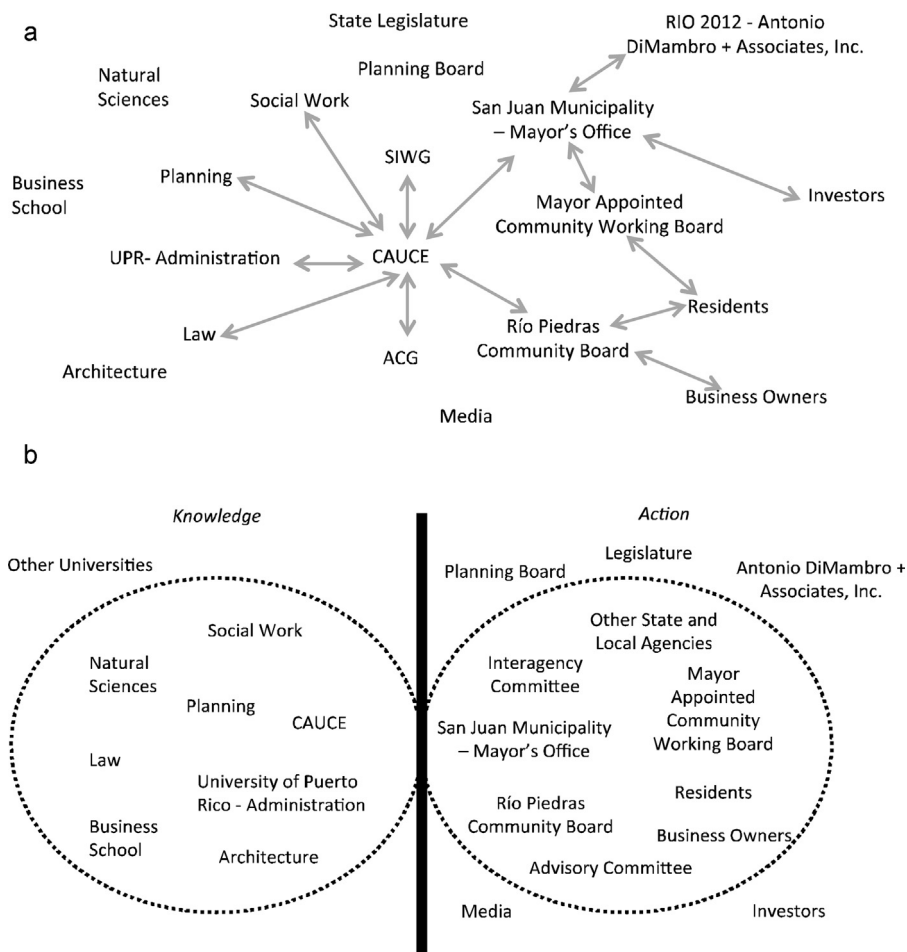 a
State Legislature
RIO 2012 - Antonio
DiMambro + Associates, Inc.
Planning Board
Natural
Sciences
Social Work
San Juan Municipality
– Mayor's Office
SIWG
Business
School
Planning
Investors
Mayor Appointed
Community Working Board
UPR- Administration
CAUCE
Residents
Law
Río Piedras
Community Board
ACG
Architecture
Business Owners
Media
b
Knowledge
Action
Other Universities
Social Work
Natural
Sciences
Planning
CAUCE
Law
University of Puerto
Rico - Administration
Business
School
Architecture
Legislature
Planning Board
Antonio DiMambro +
Associates, Inc.
Other State and
Local Agencies
Interagency
Committee
Mayor
Appointed
Community
Working Board
San Juan Municipality
– Mayor's Office
Residents
Río Piedras
Community Board
Business Owners
Advisory Committee
Media
Investors